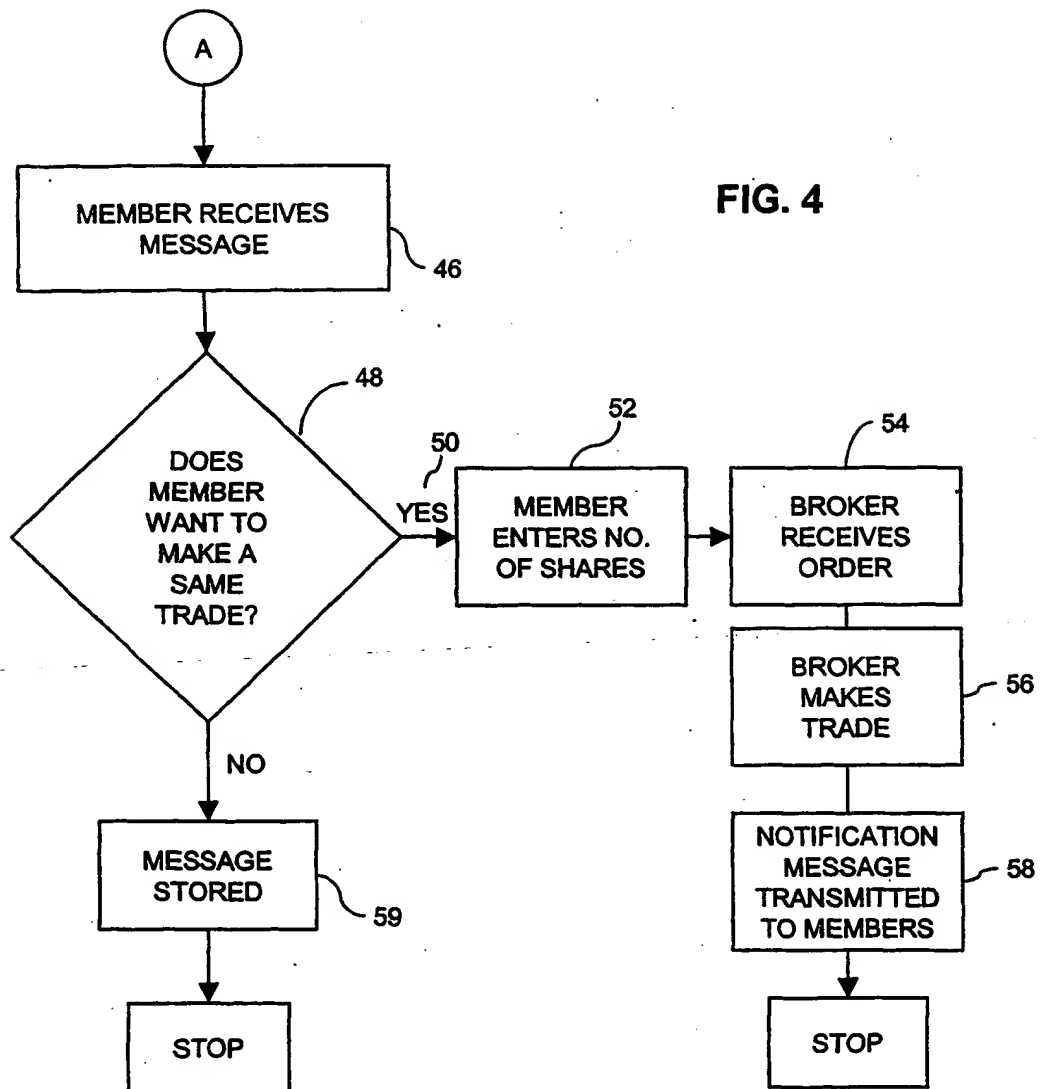 A
MEMBER RECEIVES
MESSAGE
46
FIG. 4
48
DOES
MEMBER
WANT TO
MAKE A
SAME
TRADE?
50
YES
52
MEMBER
ENTERS NO.
OF SHARES
54
BROKER
RECEIVES
ORDER
BROKER
MAKES
TRADE
56
NO
MESSAGE
STORED
59
NOTIFICATION
MESSAGE
TRANSMITTED
TO MEMBERS
58
STOP
STOP